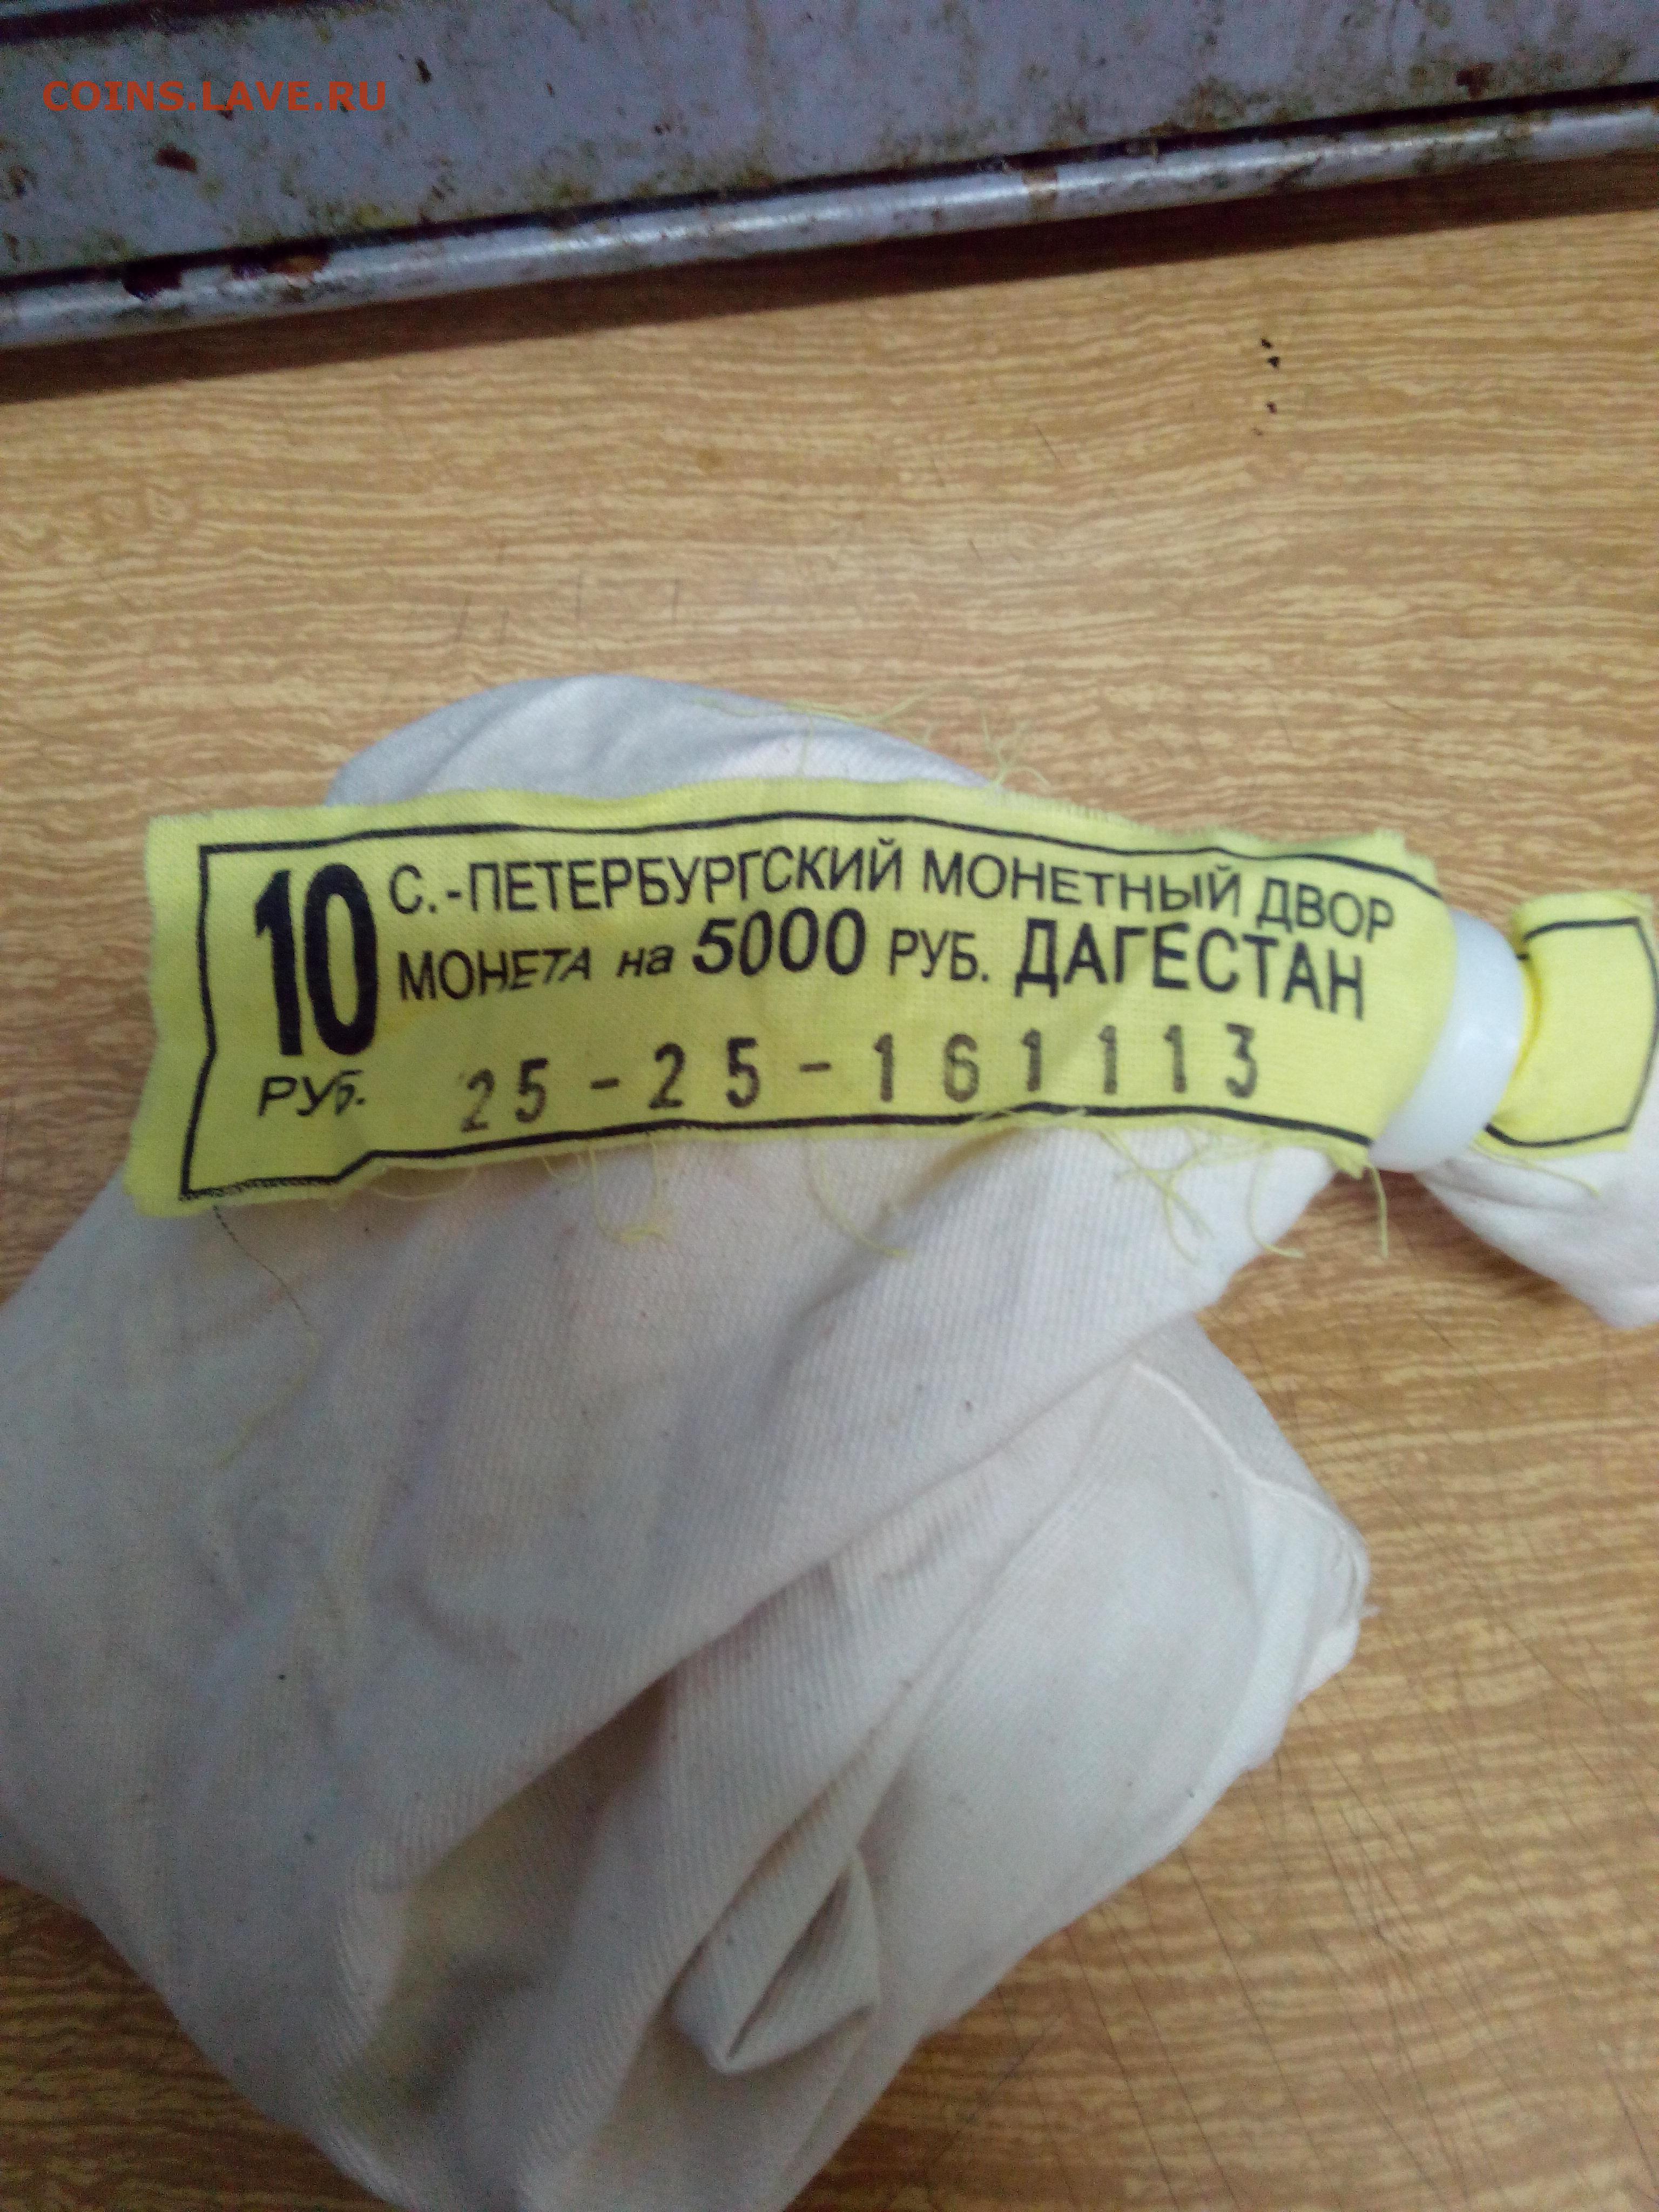 COINS.LAVE.RU
10 С.-ПЕТЕРБУРГСКИЙ МОНЕТНЫЙ ДВОР
МОНЕТА на 5000 РУБ. ДАГЕСТАН
РУБ. 25-25-161113